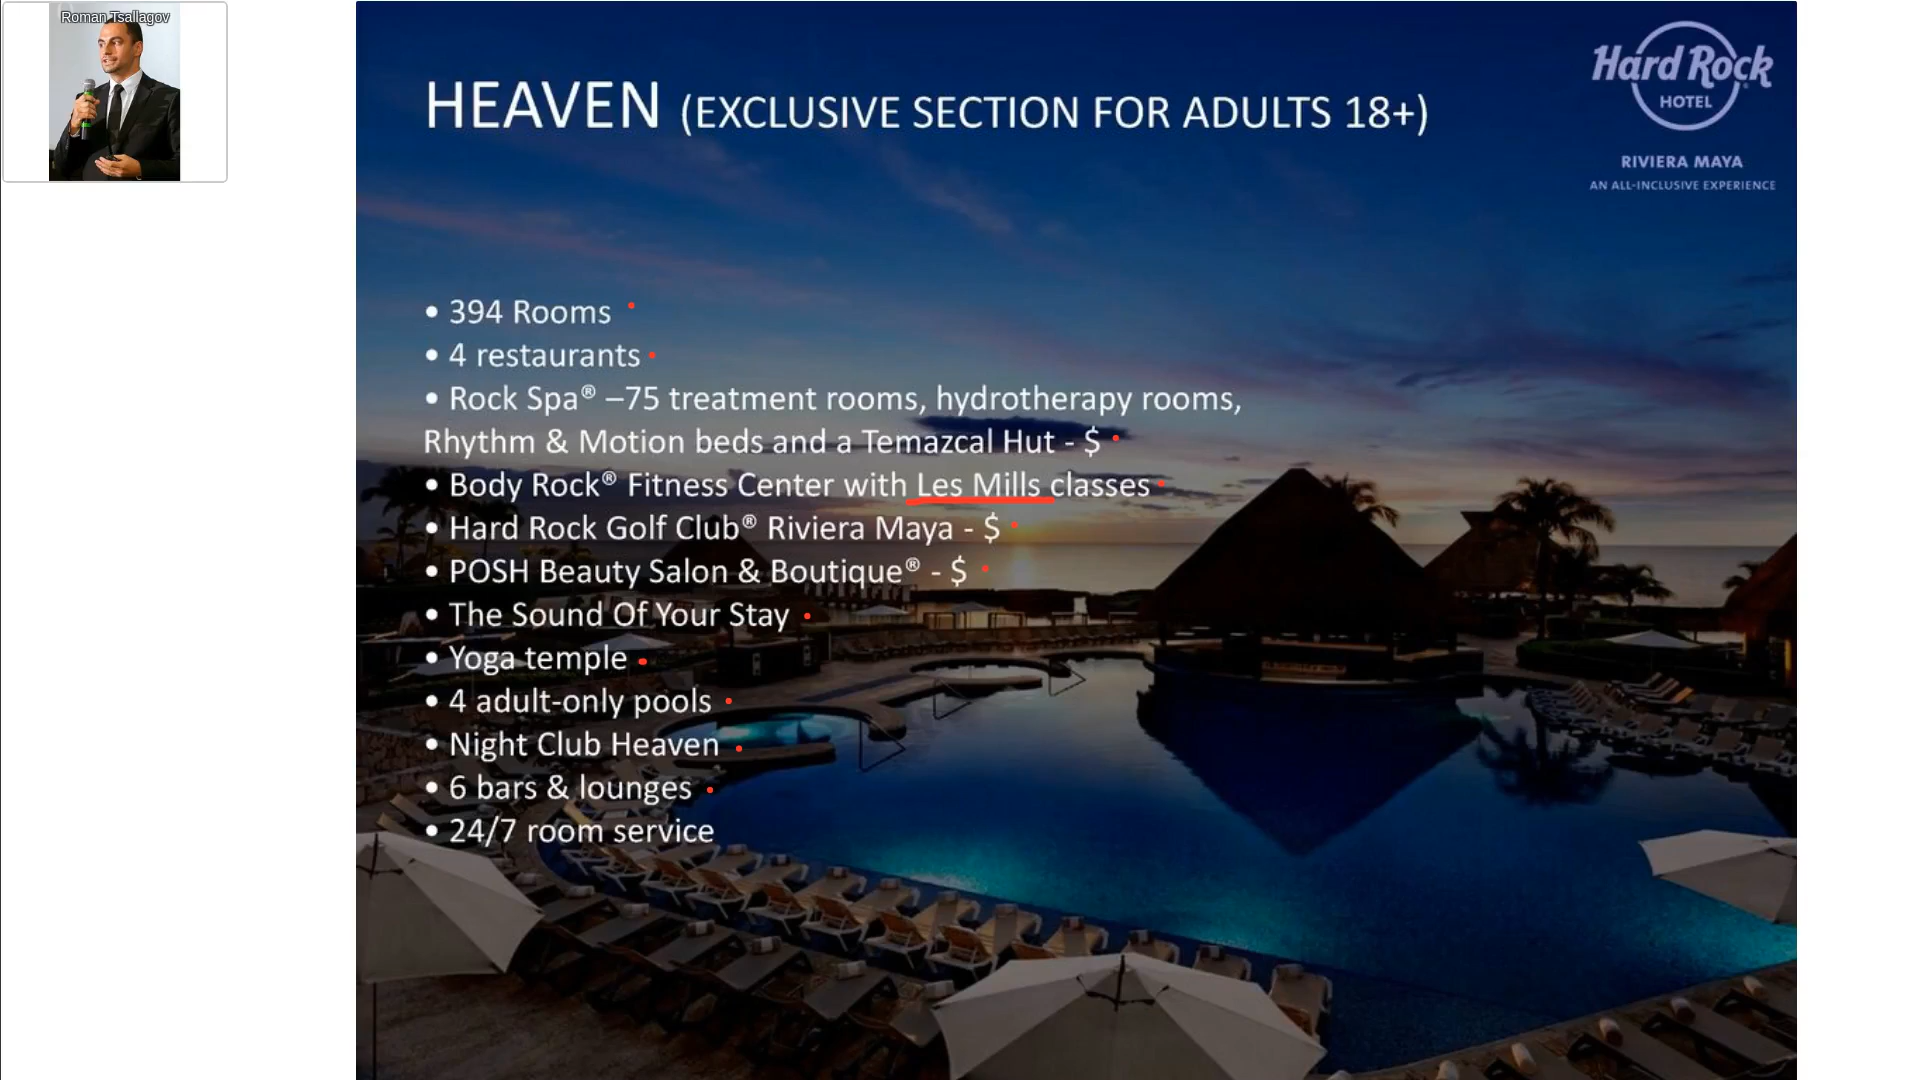 Roman Tsallagov
HEAVEN (EXCLUSIVE SECTION FOR ADULTS 18+)
Hard Rock
HOTEL
RIVIERA MAYA
AN ALL-INCLUSIVE EXPERIENCE
• 394 Rooms
• 4 restaurants
• Rock Spa® –75 treatment rooms, hydrotherapy rooms,
Rhythm & Motion beds and a Temazcal Hut - $
• Body Rock® Fitness Center with Les Mills classes
• Hard Rock Golf Club® Riviera Maya - $
• POSH Beauty Salon & Boutique® - $
• The Sound Of Your Stay
• Yoga temple
• 4 adult-only pools
• Night Club Heaven
• 6 bars & lounges
• 24/7 room service